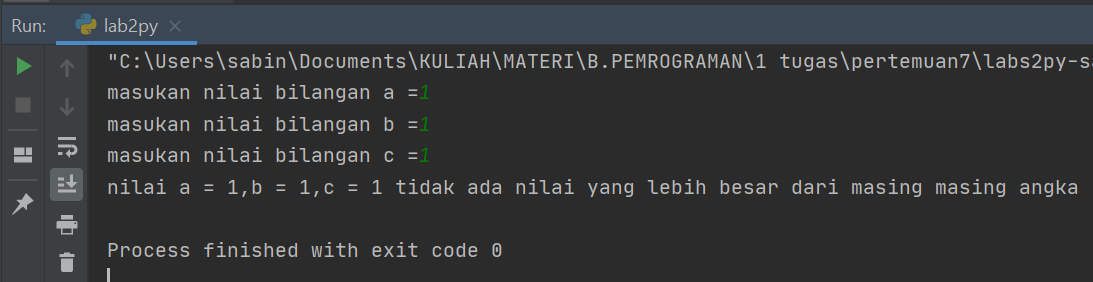 Run: lab2py
"C:\Users\sabin\Documents\KULIAH\MATERI\B.PEMROGRAMAN\1 tugas\pertemuan7\labs2py-sa
masukan nilai bilangan a =1
masukan nilai bilangan b =1
masukan nilai bilangan c =1
nilai a = 1,b = 1,c = 1 tidak ada nilai yang lebih besar dari masing masing angka
Process finished with exit code 0